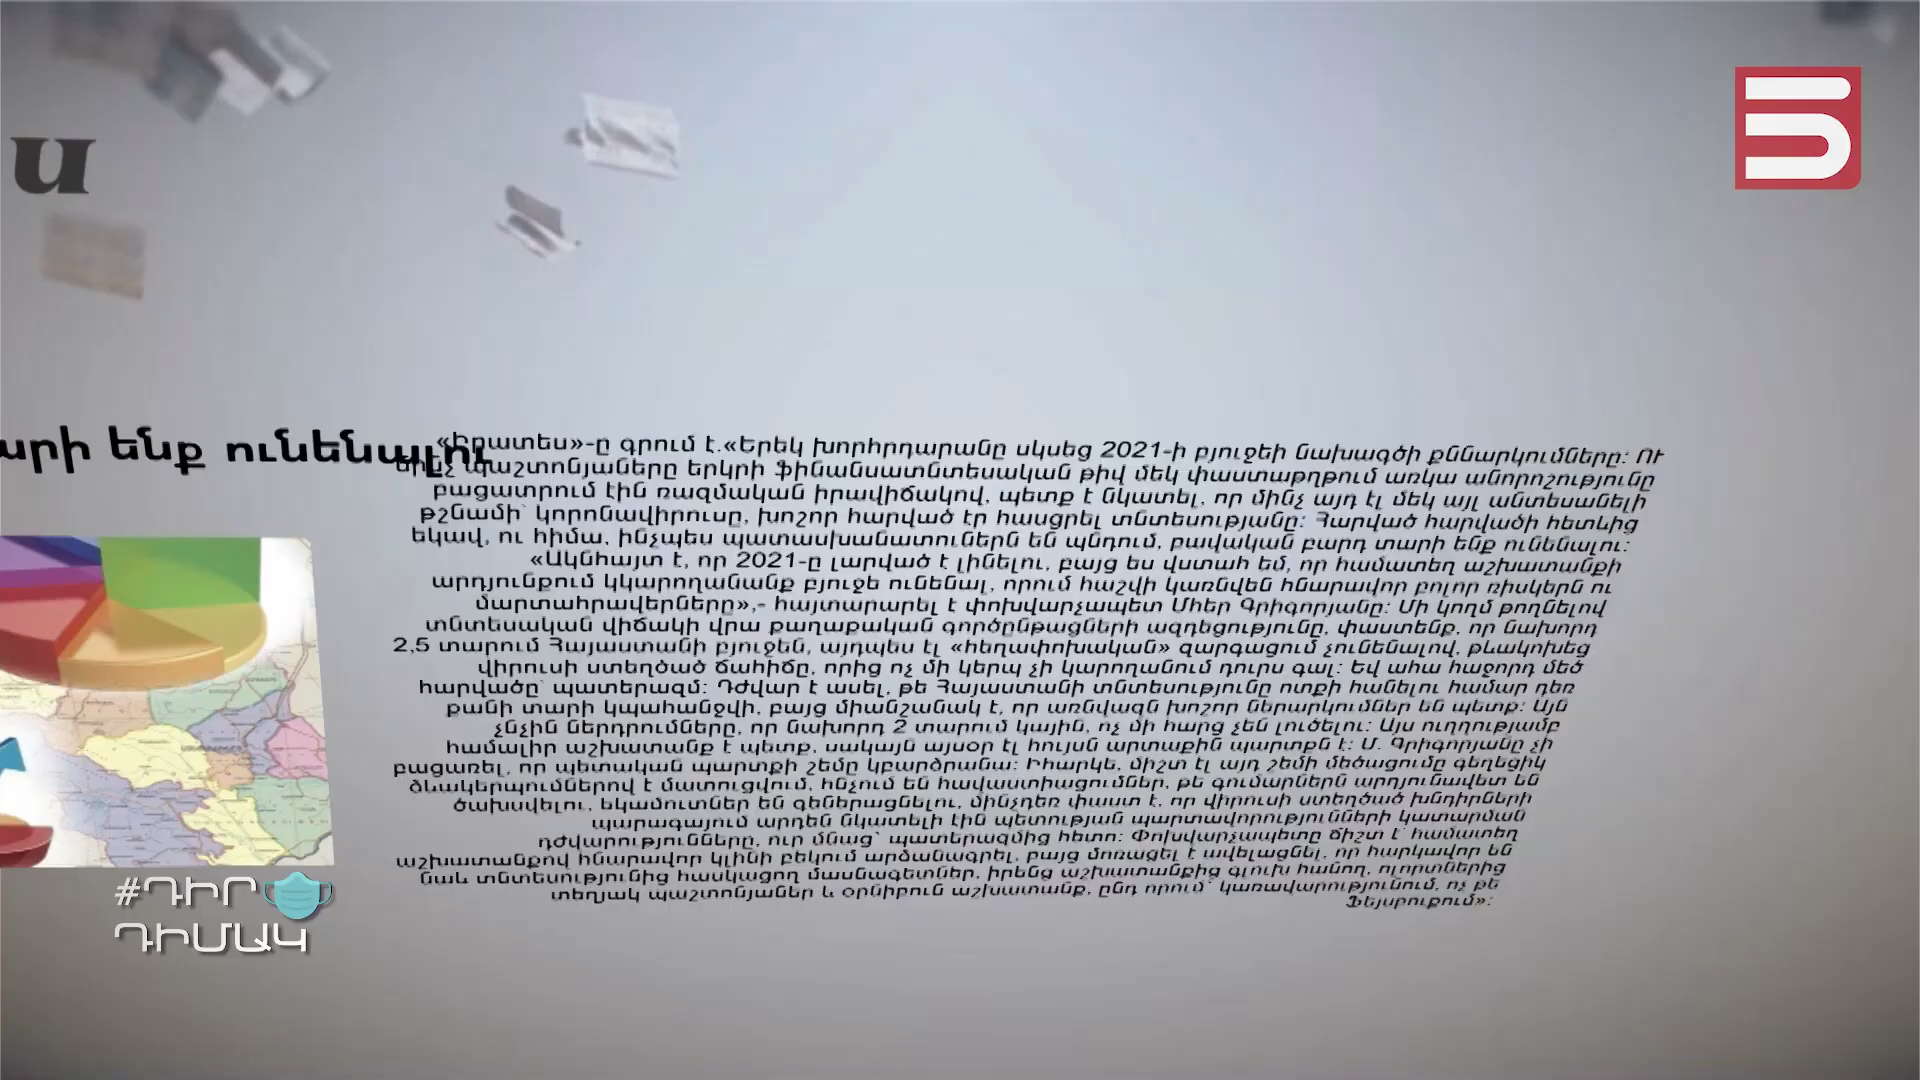 ս
արի ենք ունենալու
«Իրատես»-ը գրում է.«Երեկ խորհրդարանը սկսեց 2021-ի բյուջեի նախագծի քննարկումները: ՈՒ
երբ պաշտոնյաները երկրի ֆինանսատնտեսական թիվ մեկ փաստաթղթում առկա անորոշությունը
բացատրում էին ռազմական իրավիճակով, պետք է նկատել, որ մինչ այդ էլ մեկ այլ անտեսանելի
թշնամի՝ կորոնավիրուսը, խոշոր հարված էր հասցրել տնտեսությանը: Հարված հարվածի հետևից
եկավ, ու հիմա, ինչպես պատասխանատուներն են պնդում, բավական բարդ տարի ենք ունենալու:
«Ակնհայտ է, որ 2021-ը լարված է լինելու, բայց ես վստահ եմ, որ համատեղ աշխատանքի
արդյունքում կկարողանանք բյուջե ունենալ, որում հաշվի կառնվեն հնարավոր բոլոր ռիսկերն ու
մարտահրավերները»,- հայտարարել է փոխվարչապետ Մհեր Գրիգորյանը: Մի կողմ թողնելով
տնտեսական վիճակի վրա քաղաքական գործընթացների ազդեցությունը, փաստենք, որ նախորդ
2,5 տարում Հայաստանի բյուջեն, այդպես էլ «հեղափոխական» զարգացում չունենալով, թևակոխեց
վիրուսի ստեղծած ճահիճը, որից ոչ մի կերպ չի կարողանում դուրս գալ: Եվ ահա հաջորդ մեծ
հարվածը՝ պատերազմ: Դժվար է ասել, թե Հայաստանի տնտեսությունը ոտքի հանելու համար դեռ
քանի տարի կպահանջվի, բայց միանշանակ է, որ առնվազն խոշոր ներարկումներ են պետք: Այն
չնչին ներդրումները, որ նախորդ 2 տարում կային, ոչ մի հարց չեն լուծելու: Այս ուղղությամբ
համալիր աշխատանք է պետք, սակայն այսօր էլ հույսն արտաքին պարտքն է: Մ. Գրիգորյանը չի
բացառել, որ պետական պարտքի շեմը կբարձրանա: Իհարկե, միշտ էլ այդ շեմի մեծացումը գեղեցիկ
ձևակերպումներով է մատուցվում, հնչում են հավաստիացումներ, թե գումարներն արդյունավետ են
ծախսվելու, եկամուտներ են գեներացնելու, մինչդեռ փաստ է, որ վիրուսի ստեղծած խնդիրների
պարագայում արդեն նկատելի էին պետության պարտավորությունների կատարման
դժվարությունները, ուր մնաց՝ պատերազմից հետո: Փոխվարչապետը ճիշտ է՝ համատեղ
աշխատանքով հնարավոր կլինի բեկում արձանագրել, բայց մոռացել է ավելացնել, որ հարկավոր են
նաև տնտեսությունից հասկացող մասնագետներ, իրենց աշխատանքից գլուխ հանող, ոլորտներից
տեղյակ պաշտոնյաներ և օրնիբուն աշխատանք, ընդ որում՝ կառավարությունում, ոչ թե
Ֆեյսբուքում»:
#ԴԻՐ
ԴԻՄԱԿ